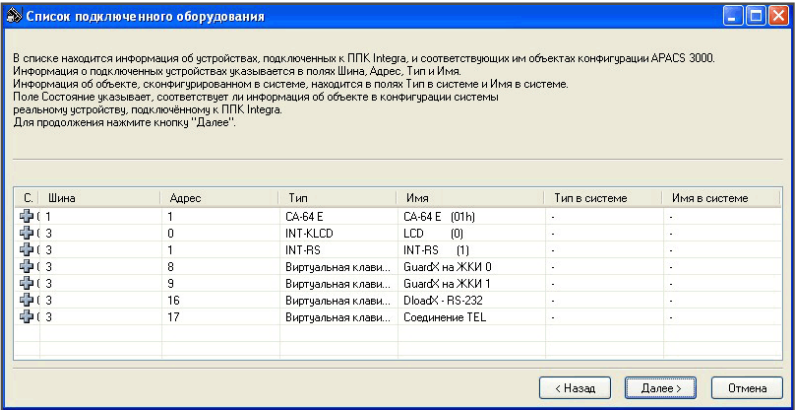 Список подключенного оборудования
В списке находится информация об устройствах, подключенных к ППК Integra, и соответствующих им объектах конфигурации APACS 3000.
Информация о подключенных устройствах указывается в полях Шина, Адрес, Тип и Имя.
Информация об объекте, сконфигурированном в системе, находится в полях Тип в системе и Имя в системе.
Поле Состояние указывает, соответствует ли информация об объекте в конфигурации системы
реальному устройству, подключённому к ППК Integra.
Для продолжения нажмите кнопку "Далее".
С. Шина Адрес Тип Имя Тип в системе Имя в системе
( 1 1 CA-64 E CA-64 E (01h) - -
( 3 0 INT-KLCD LCD (0) - -
( 3 1 INT-RS INT-RS (1) - -
( 3 8 Виртуальная клави... GuardX на ЖКИ 0 - -
( 3 9 Виртуальная клави... GuardX на ЖКИ 1 - -
( 3 16 Виртуальная клави... DloadX - RS-232 - -
( 3 17 Виртуальная клави... Соединение TEL - -
< Назад Далее > Отмена